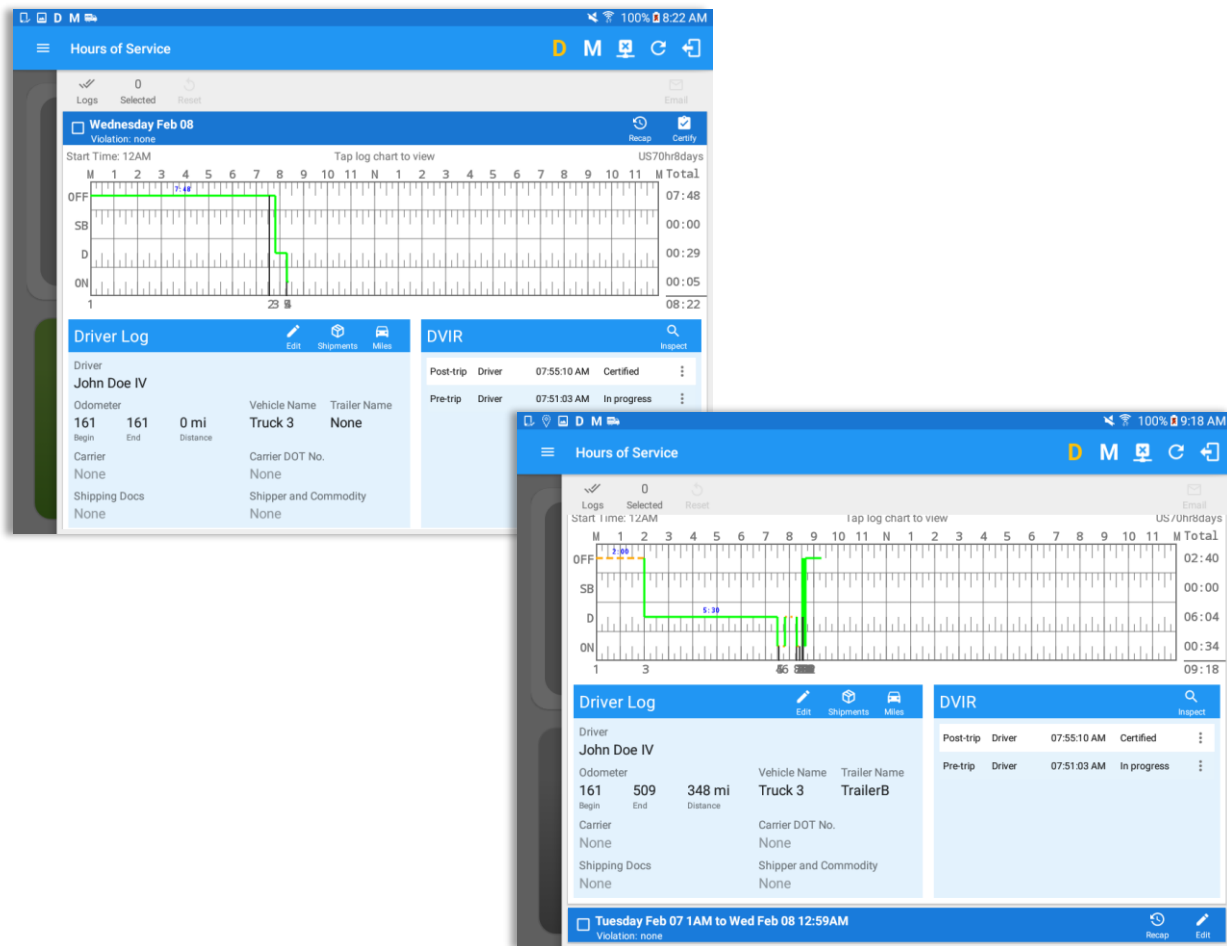 D M 100% 8:22 AM
Hours of Service D M
0
Logs Selected Reset Email
Wednesday Feb 08
Violation: none Recap Certify
Start Time: 12AM Tap log chart to view US70hr8days
M 1 2 3 4 5 6 7 8 9 10 11 N 1 2 3 4 5 6 7 8 9 10 11 M Total
7:48
OFF 07:48
SB 00:00
D 00:29
ON 00:05
1 23 08:22
Driver Log Edit Shipments Miles
Driver
John Doe IV
Odometer Vehicle Name Trailer Name
161 161 0 mi Truck 3 None
Begin End Distance
Carrier Carrier DOT No.
None None
Shipping Docs Shipper and Commodity
None None
DVIR Inspect
Post-trip Driver 07:55:10 AM Certified
Pre-trip Driver 07:51:03 AM In progress
D M 100% 9:18 AM
Hours of Service D M
0
Logs Selected Reset Email
Start Time: 12AM Tap log chart to view US70hr8days
M 1 2 3 4 5 6 7 8 9 10 11 N 1 2 3 4 5 6 7 8 9 10 11 M Total
2:00
OFF 02:40
SB 00:00
5:30
D 06:04
ON 00:34
1 3 09:18
Driver Log Edit Shipments Miles
Driver
John Doe IV
Odometer Vehicle Name Trailer Name
161 509 348 mi Truck 3 TrailerB
Begin End Distance
Carrier Carrier DOT No.
None None
Shipping Docs Shipper and Commodity
None None
DVIR Inspect
Post-trip Driver 07:55:10 AM Certified
Pre-trip Driver 07:51:03 AM In progress
Tuesday Feb 07 1AM to Wed Feb 08 12:59AM
Violation: none Recap Edit